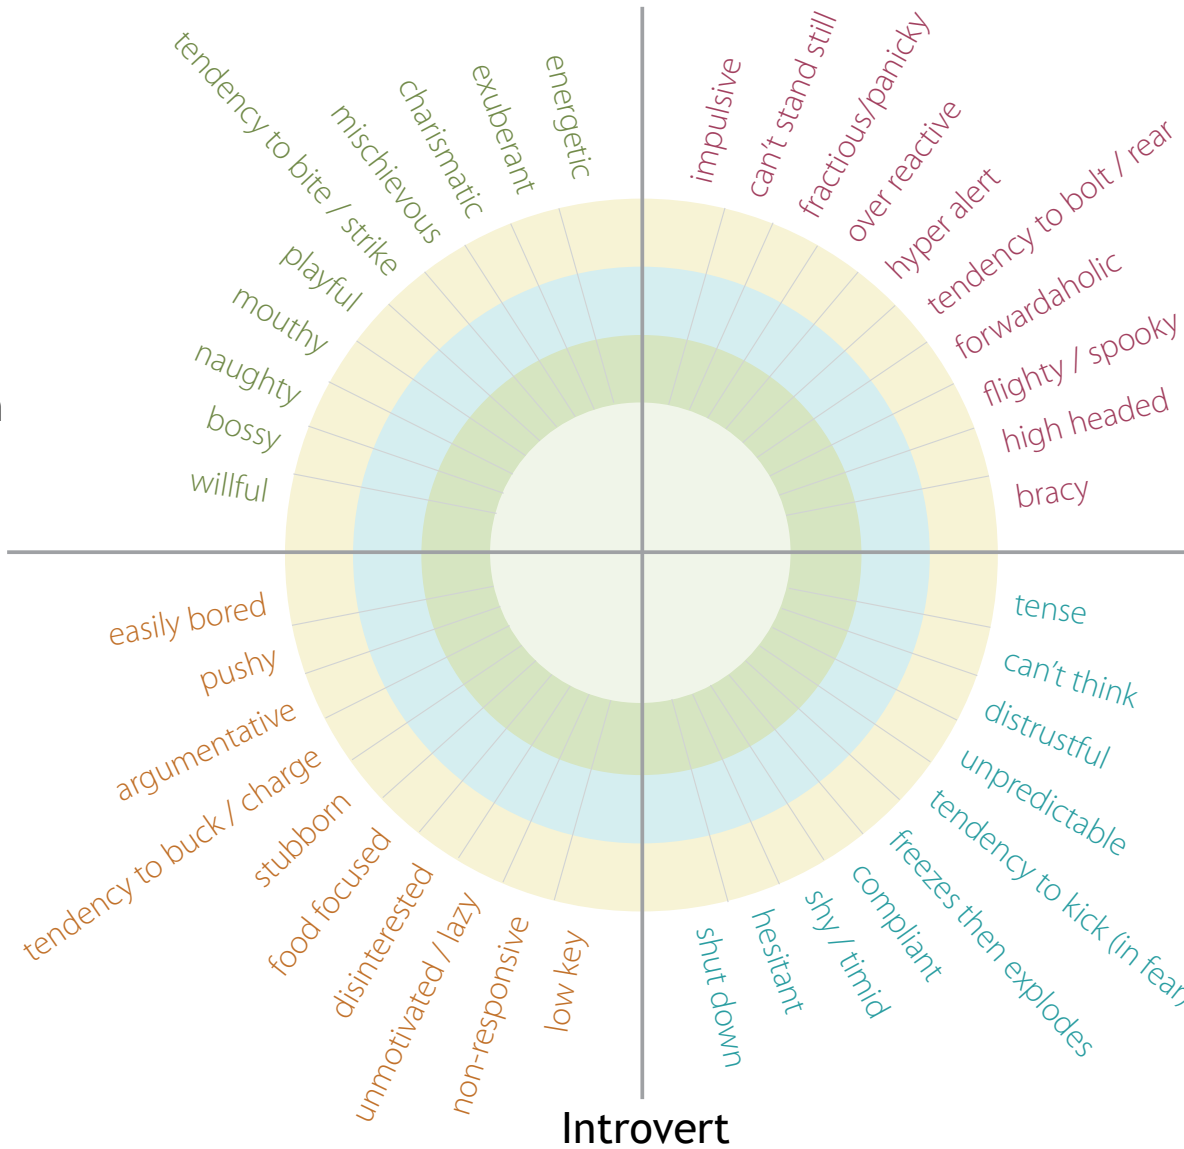 energetic
exuberant
charismatic
mischievous
tendency to bite / strike
playful
mouthy
naughty
bossy
willful
impulsive
can't stand still
fractious/panicky
over reactive
hyper alert
tendency to bolt / rear
forwardaholic
flighty / spooky
high headed
bracy
easily bored
pushy
argumentative
tendency to buck / charge
stubborn
food focused
disinterested
unmotivated / lazy
non-responsive
low key
tense
can't think
distrustful
unpredictable
tendency to kick (in fear)
freezes then explodes
compliant
shy / timid
hesitant
shut down
Introvert